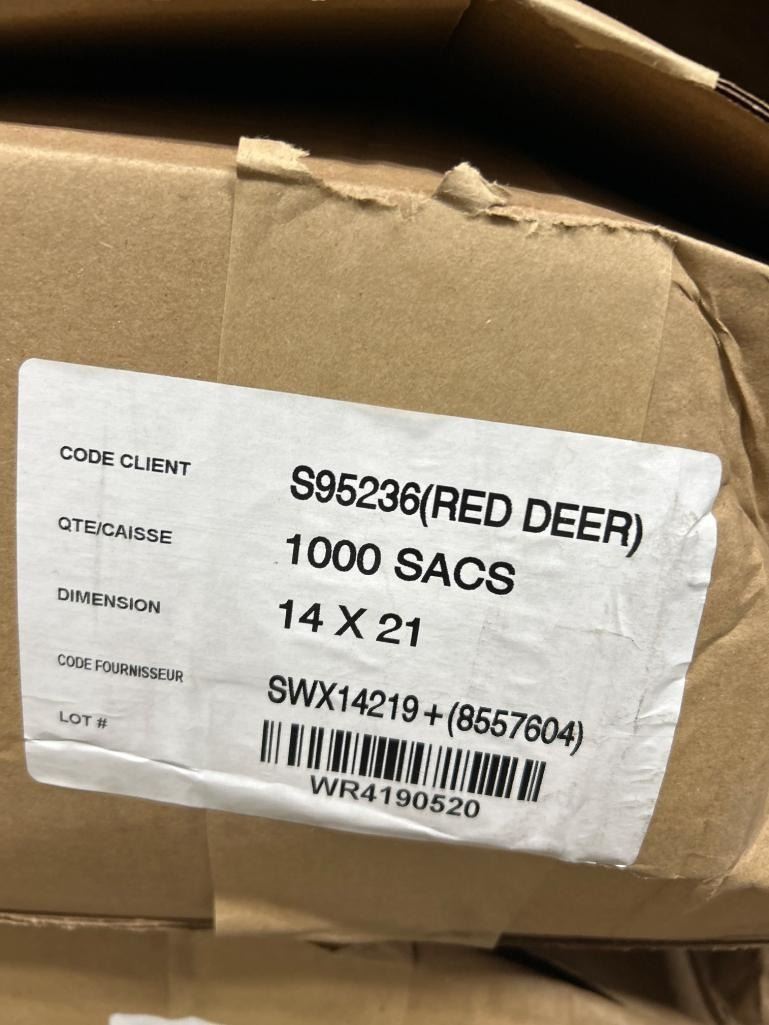 CODE CLIENT S95236(RED DEER)
QTE/CAISSE 1000 SACS
DIMENSION 14 X 21
CODE FOURNISSEUR SWX14219+(8557604)
LOT #
WR4190520